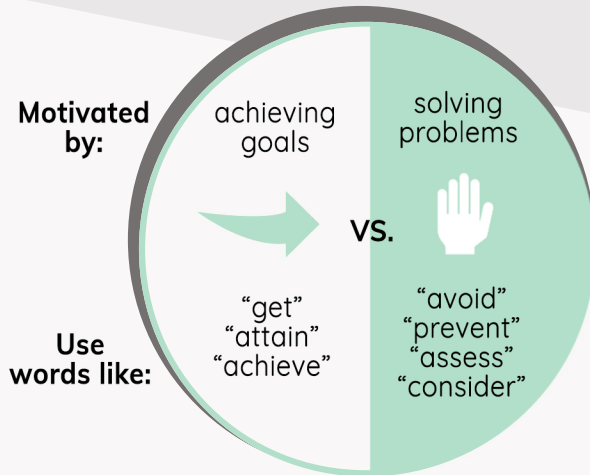 Motivated
by:
achieving
goals
solving
problems
vs.
Use
words like:
“get”
“attain”
“achieve”
“avoid”
“prevent”
“assess”
“consider”